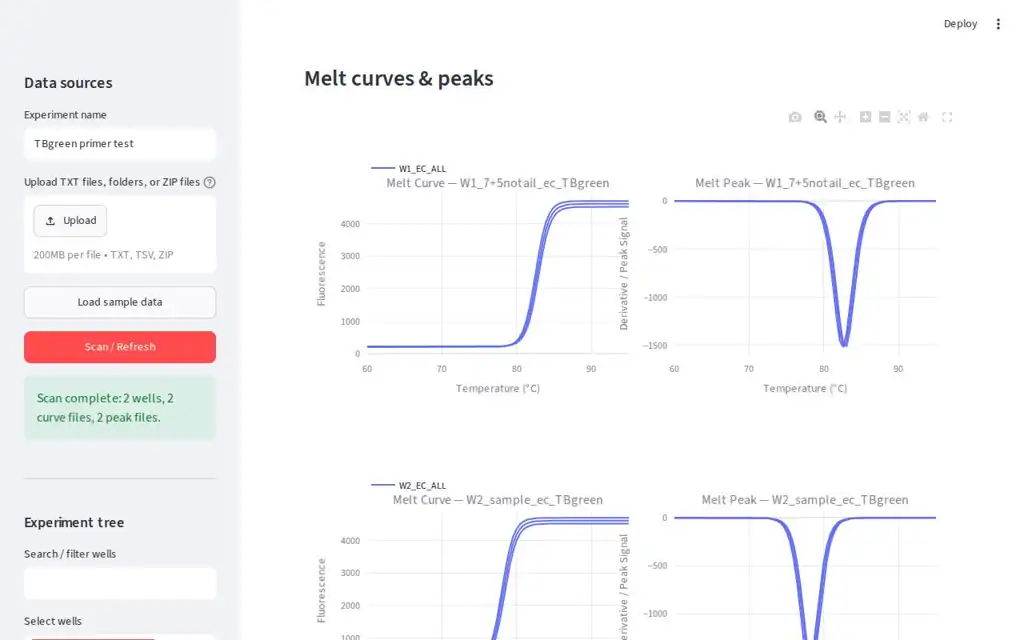 Deploy
Data sources
Experiment name
TBgreen primer test
Upload TXT files, folders, or ZIP files
Upload
200MB per file • TXT, TSV, ZIP
Load sample data
Scan / Refresh
Scan complete: 2 wells, 2
curve files, 2 peak files.
Experiment tree
Search / filter wells
Select wells
Melt curves & peaks
W1_EC_ALL
Melt Curve — W1_7+5notail_ec_TBgreen
Fluorescence
4000
3000
2000
1000
0
60 70 80 90
Temperature (°C)
Melt Peak — W1_7+5notail_ec_TBgreen
Derivative / Peak Signal
0
−500
−1000
−1500
60 70 80 90
Temperature (°C)
W2_EC_ALL
Melt Curve — W2_sample_ec_TBgreen
Fluorescence
4000
3000
2000
1000
Melt Peak — W2_sample_ec_TBgreen
erivative / Peak Signal
0
−500
−1000